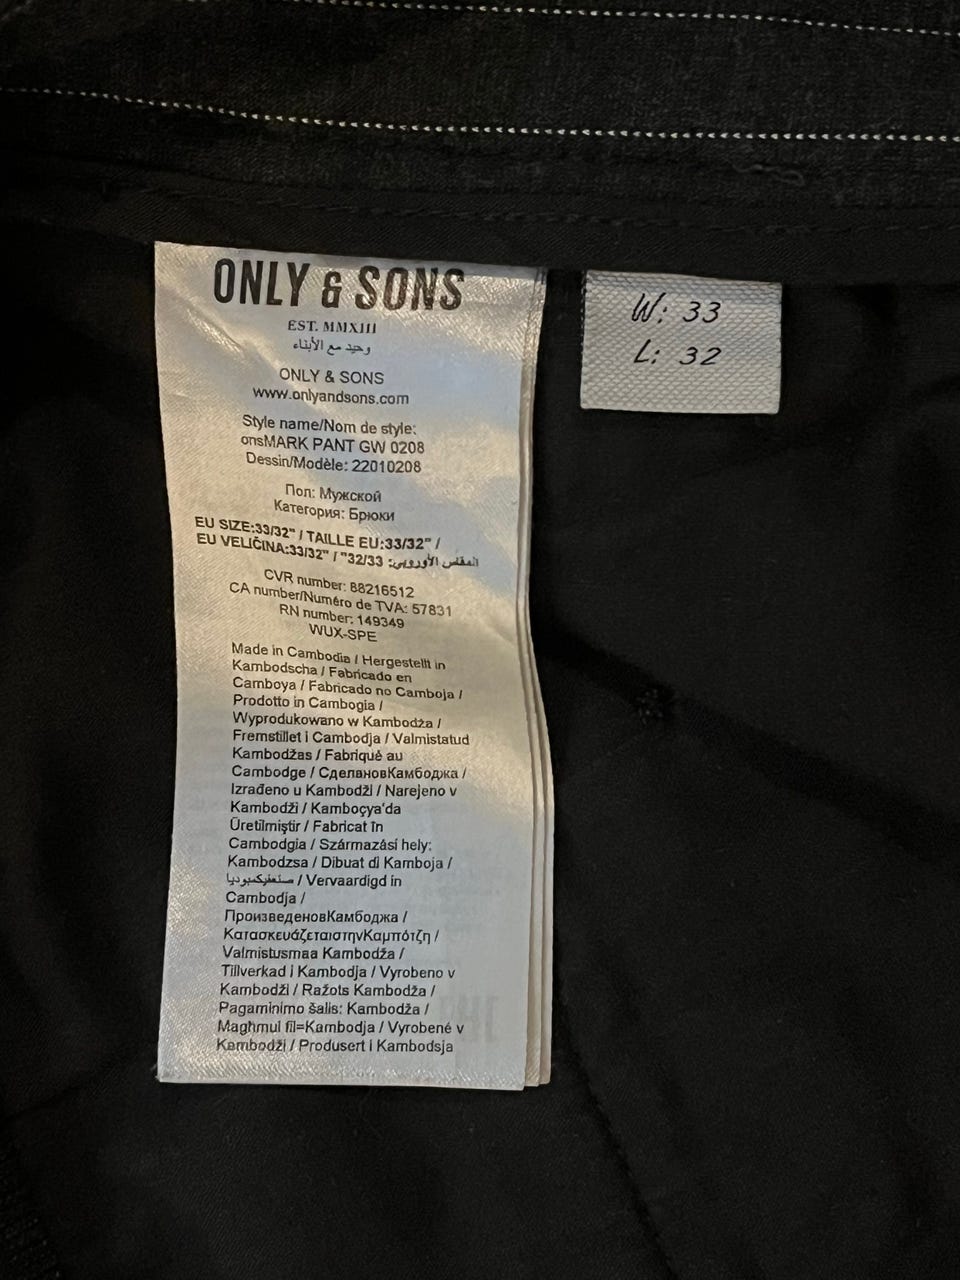 ONLY & SONS
EST. MMXIII
وحيد مع الأبناء
ONLY & SONS
www.onlyandsons.com
Style name/Nom de style:
onsMARK PANT GW 0208
Dessin/Modèle: 22010208
Пол: Мужской
Категория: Брюки
EU SIZE:33/32" / TAILLE EU:33/32" /
EU VELIČINA:33/32" / "32/33 :المقاس الأوروبي
CVR number: 88216512
CA number/Numéro de TVA: 57831
RN number: 149349
WUX-SPE
Made in Cambodia / Hergestellt in
Kambodscha / Fabricado en
Camboya / Fabricado no Camboja /
Prodotto in Cambogia /
Wyprodukowano w Kambodża /
Fremstillet i Cambodja / Valmistatud
Kambodžas / Fabriqué au
Cambodge / СделановКамбоджа /
Izrađeno u Kambodži / Narejeno v
Kambodži / Kamboçya'da
Üretilmiştir / Fabricat în
Cambodgia / Származási hely:
Kambodzsa / Dibuat di Kamboja /
صنعفيكمبوديا / Vervaardigd in
Cambodja /
ПроизведеновКамбоджа /
ΚατασκευάζεταιστηνΚαμπότζη /
Valmistusmaa Kambodža /
Tillverkad i Kambodja / Vyrobeno v
Kambodži / Ražots Kambodža /
Pagaminimo šalis: Kambodža /
Magħmul fil=Kambodja / Vyrobené v
Kambodži / Produsert i Kambodsja
W: 33
L: 32